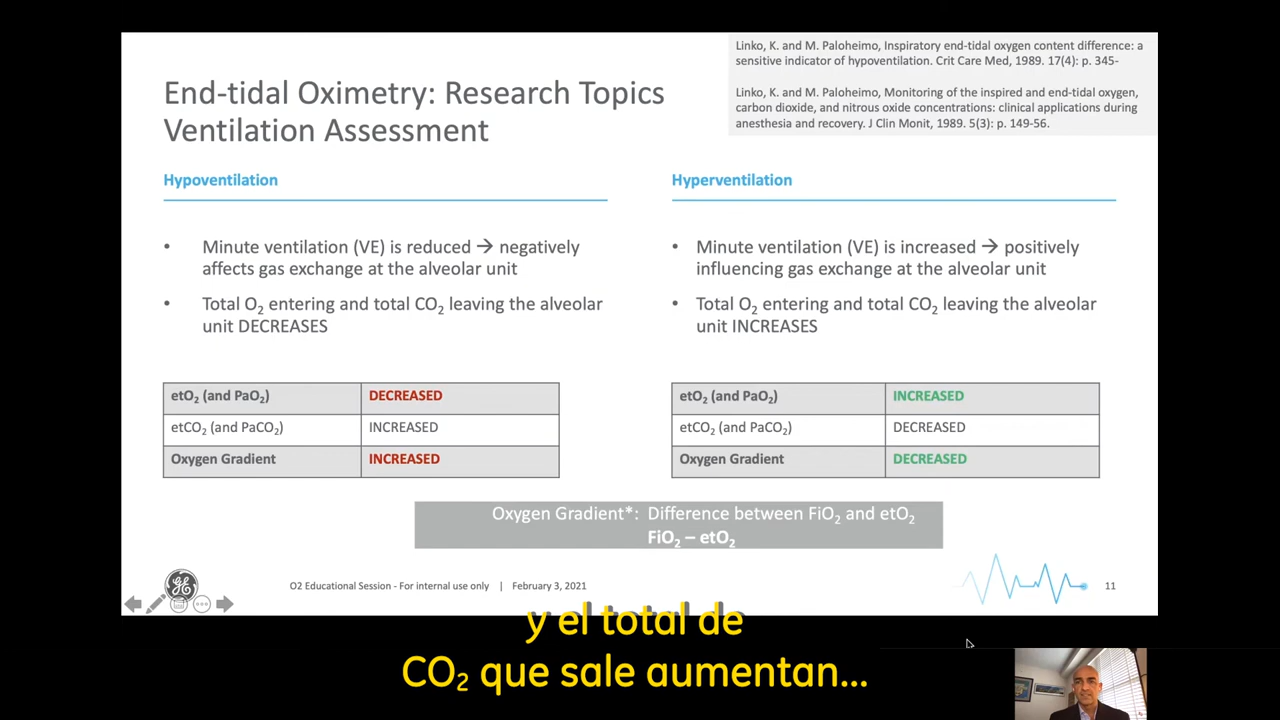 Linko, K. and M. Paloheimo, Inspiratory end-tidal oxygen content difference: a
sensitive indicator of hypoventilation. Crit Care Med, 1989. 17(4): p. 345-
Linko, K. and M. Paloheimo, Monitoring of the inspired and end-tidal oxygen,
carbon dioxide, and nitrous oxide concentrations: clinical applications during
anesthesia and recovery. J Clin Monit, 1989. 5(3): p. 149-56.
End-tidal Oximetry: Research Topics
Ventilation Assessment
Hypoventilation
• Minute ventilation (VE) is reduced → negatively
affects gas exchange at the alveolar unit
• Total O₂ entering and total CO₂ leaving the alveolar
unit DECREASES
etO₂ (and PaO₂) DECREASED
etCO₂ (and PaCO₂) INCREASED
Oxygen Gradient INCREASED
Hyperventilation
• Minute ventilation (VE) is increased → positively
influencing gas exchange at the alveolar unit
• Total O₂ entering and total CO₂ leaving the alveolar
unit INCREASES
etO₂ (and PaO₂) INCREASED
etCO₂ (and PaCO₂) DECREASED
Oxygen Gradient DECREASED
Oxygen Gradient*: Difference between FiO₂ and etO₂
FiO₂ – etO₂
O2 Educational Session - For internal use only | February 3, 2021
11
y el total de
CO₂ que sale aumentan...